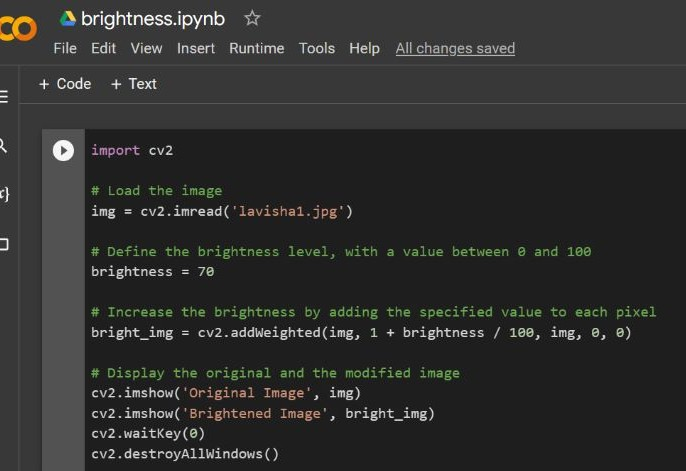 brightness.ipynb
File Edit View Insert Runtime Tools Help All changes saved
+ Code + Text
import cv2
# Load the image
img = cv2.imread('lavisha1.jpg')
# Define the brightness level, with a value between 0 and 100
brightness = 70
# Increase the brightness by adding the specified value to each pixel
bright_img = cv2.addWeighted(img, 1 + brightness / 100, img, 0, 0)
# Display the original and the modified image
cv2.imshow('Original Image', img)
cv2.imshow('Brightened Image', bright_img)
cv2.waitKey(0)
cv2.destroyAllWindows()